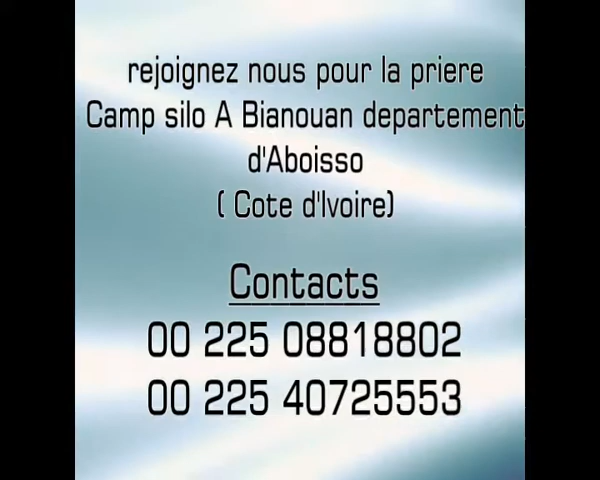 rejoignez nous pour la priere
Camp silo A Bianouan departement
d'Aboisso
( Cote d'Ivoire)
Contacts
00 225 08818802
00 225 40725553